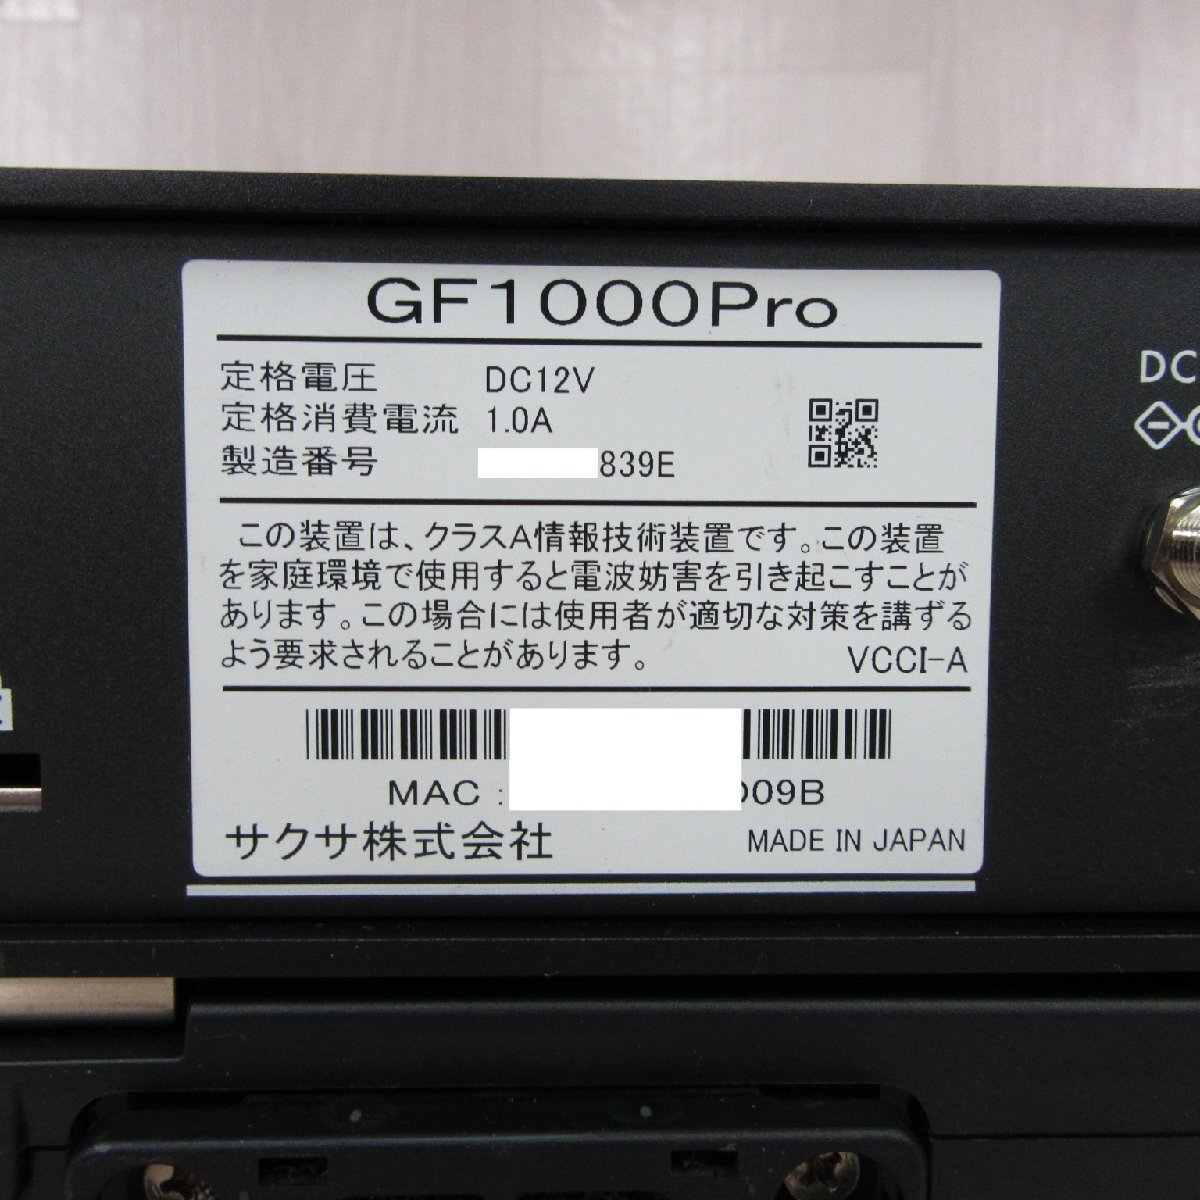 GF1000Pro
定格電圧 DC12V
定格消費電流 1.0A
製造番号 839E
この装置は、クラスA情報技術装置です。この装置
を家庭環境で使用すると電波妨害を引き起こすことが
あります。この場合には使用者が適切な対策を講ずる
よう要求されることがあります。 VCCI-A
MAC : 09B
サクサ株式会社 MADE IN JAPAN
DC